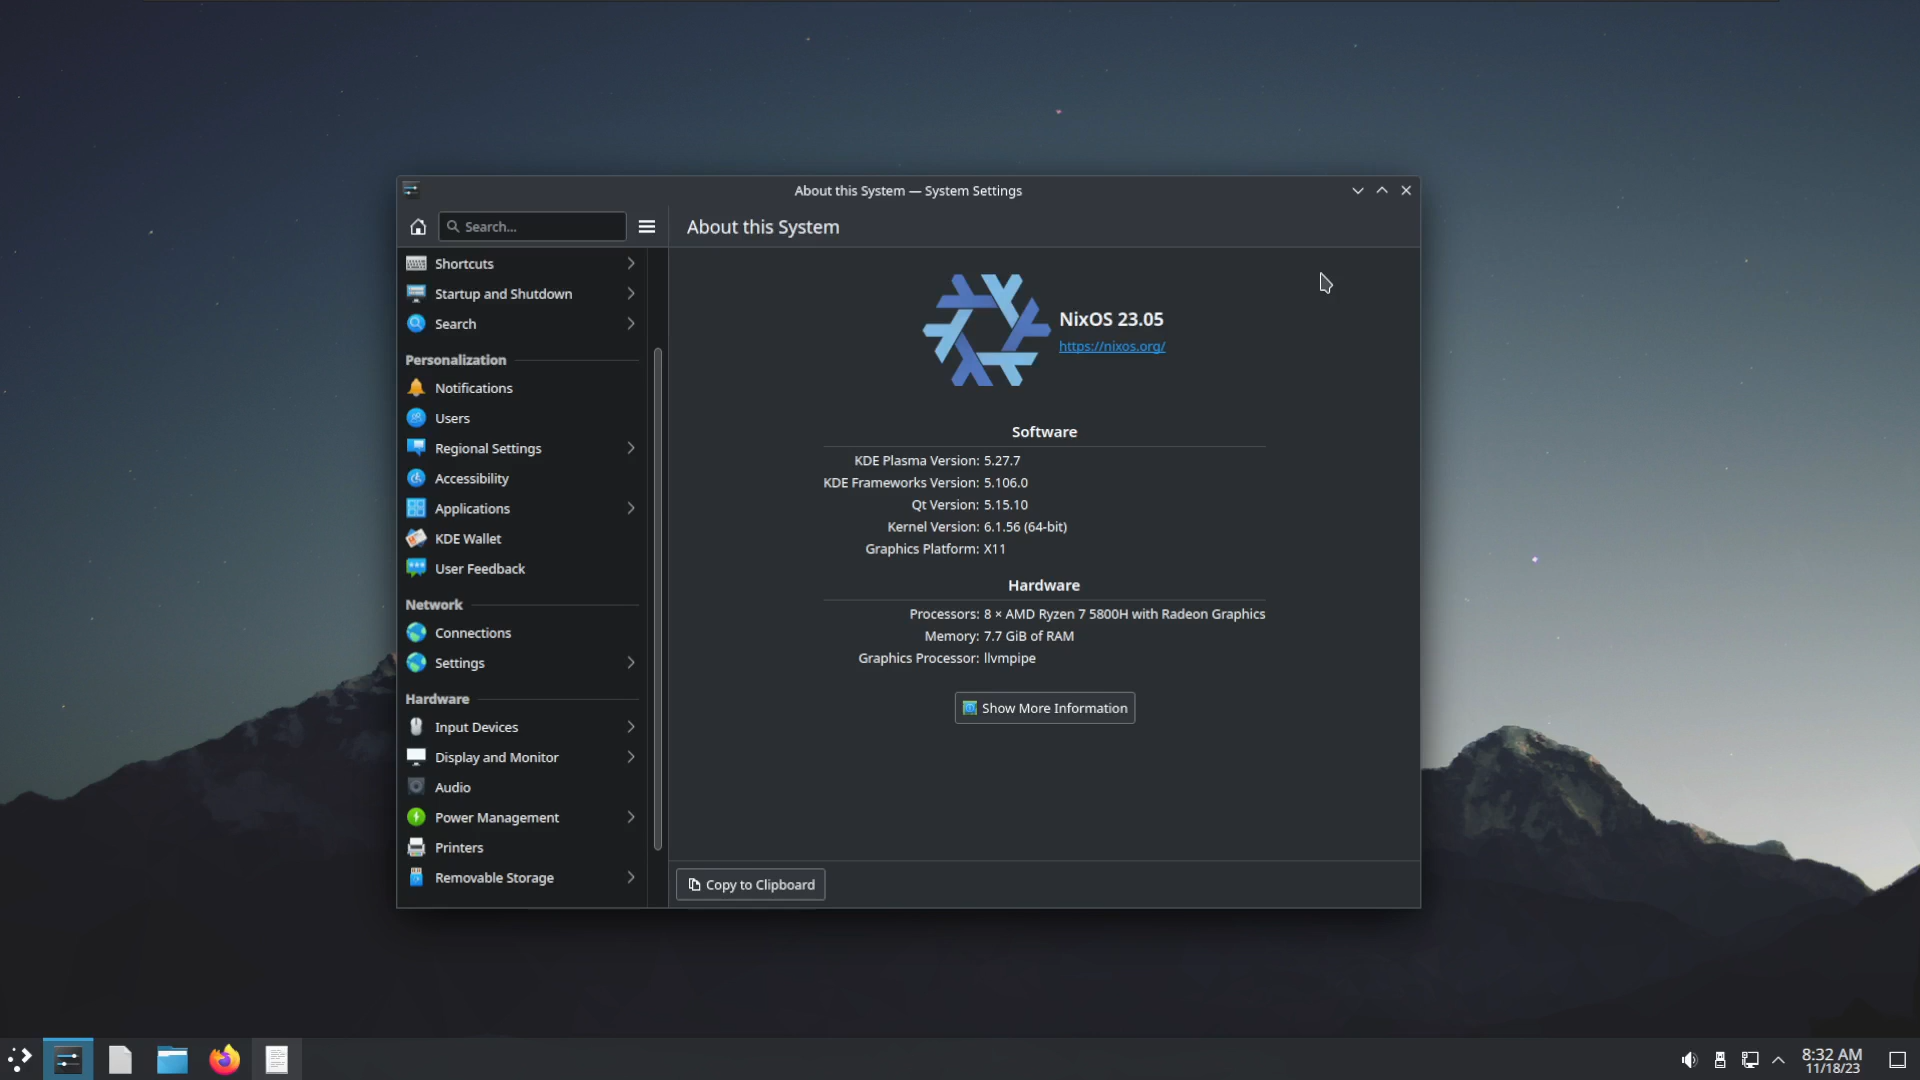 About this System — System Settings
Search...
About this System
Shortcuts
Startup and Shutdown
Search
Personalization
Notifications
Users
Regional Settings
Accessibility
Applications
KDE Wallet
User Feedback
Network
Connections
Settings
Hardware
Input Devices
Display and Monitor
Audio
Power Management
Printers
Removable Storage
NixOS 23.05
https://nixos.org/
Software
KDE Plasma Version: 5.27.7
KDE Frameworks Version: 5.106.0
Qt Version: 5.15.10
Kernel Version: 6.1.56 (64-bit)
Graphics Platform: X11
Hardware
Processors: 8 × AMD Ryzen 7 5800H with Radeon Graphics
Memory: 7.7 GiB of RAM
Graphics Processor: llvmpipe
Show More Information
Copy to Clipboard
8:32 AM
11/18/23